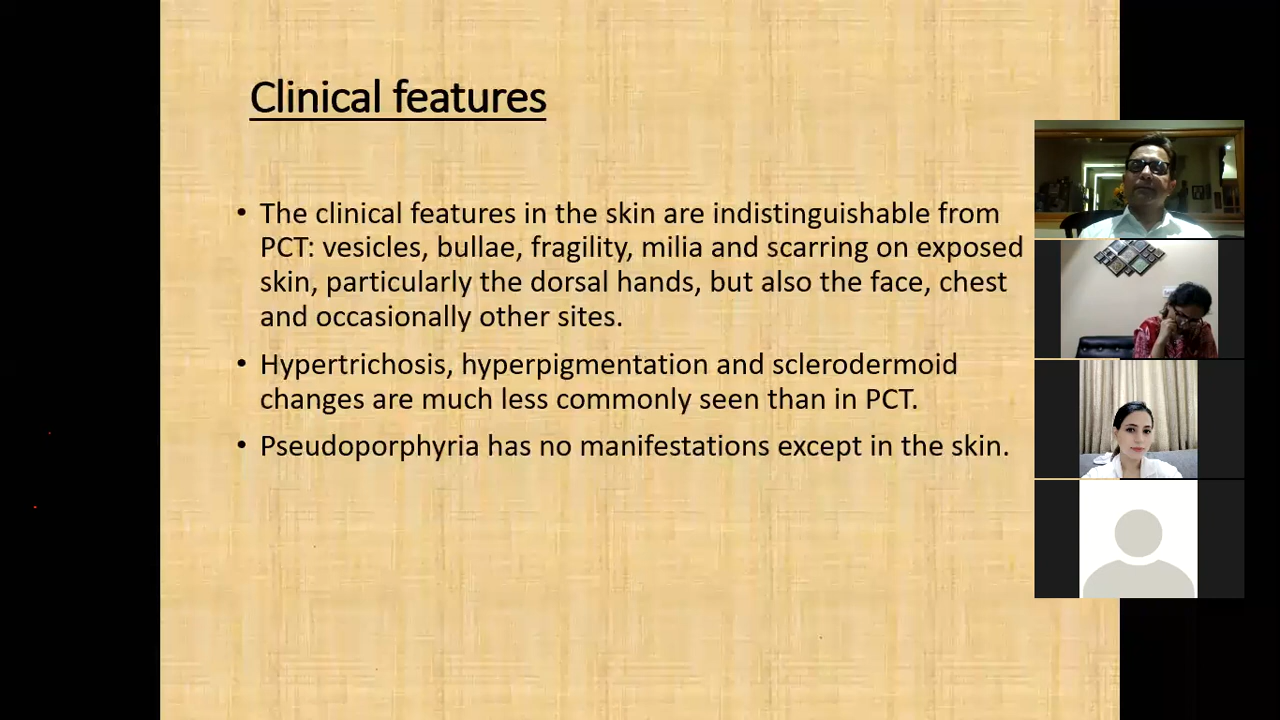 Clinical features
• The clinical features in the skin are indistinguishable from
PCT: vesicles, bullae, fragility, milia and scarring on exposed
skin, particularly the dorsal hands, but also the face, chest
and occasionally other sites.
• Hypertrichosis, hyperpigmentation and sclerodermoid
changes are much less commonly seen than in PCT.
• Pseudoporphyria has no manifestations except in the skin.